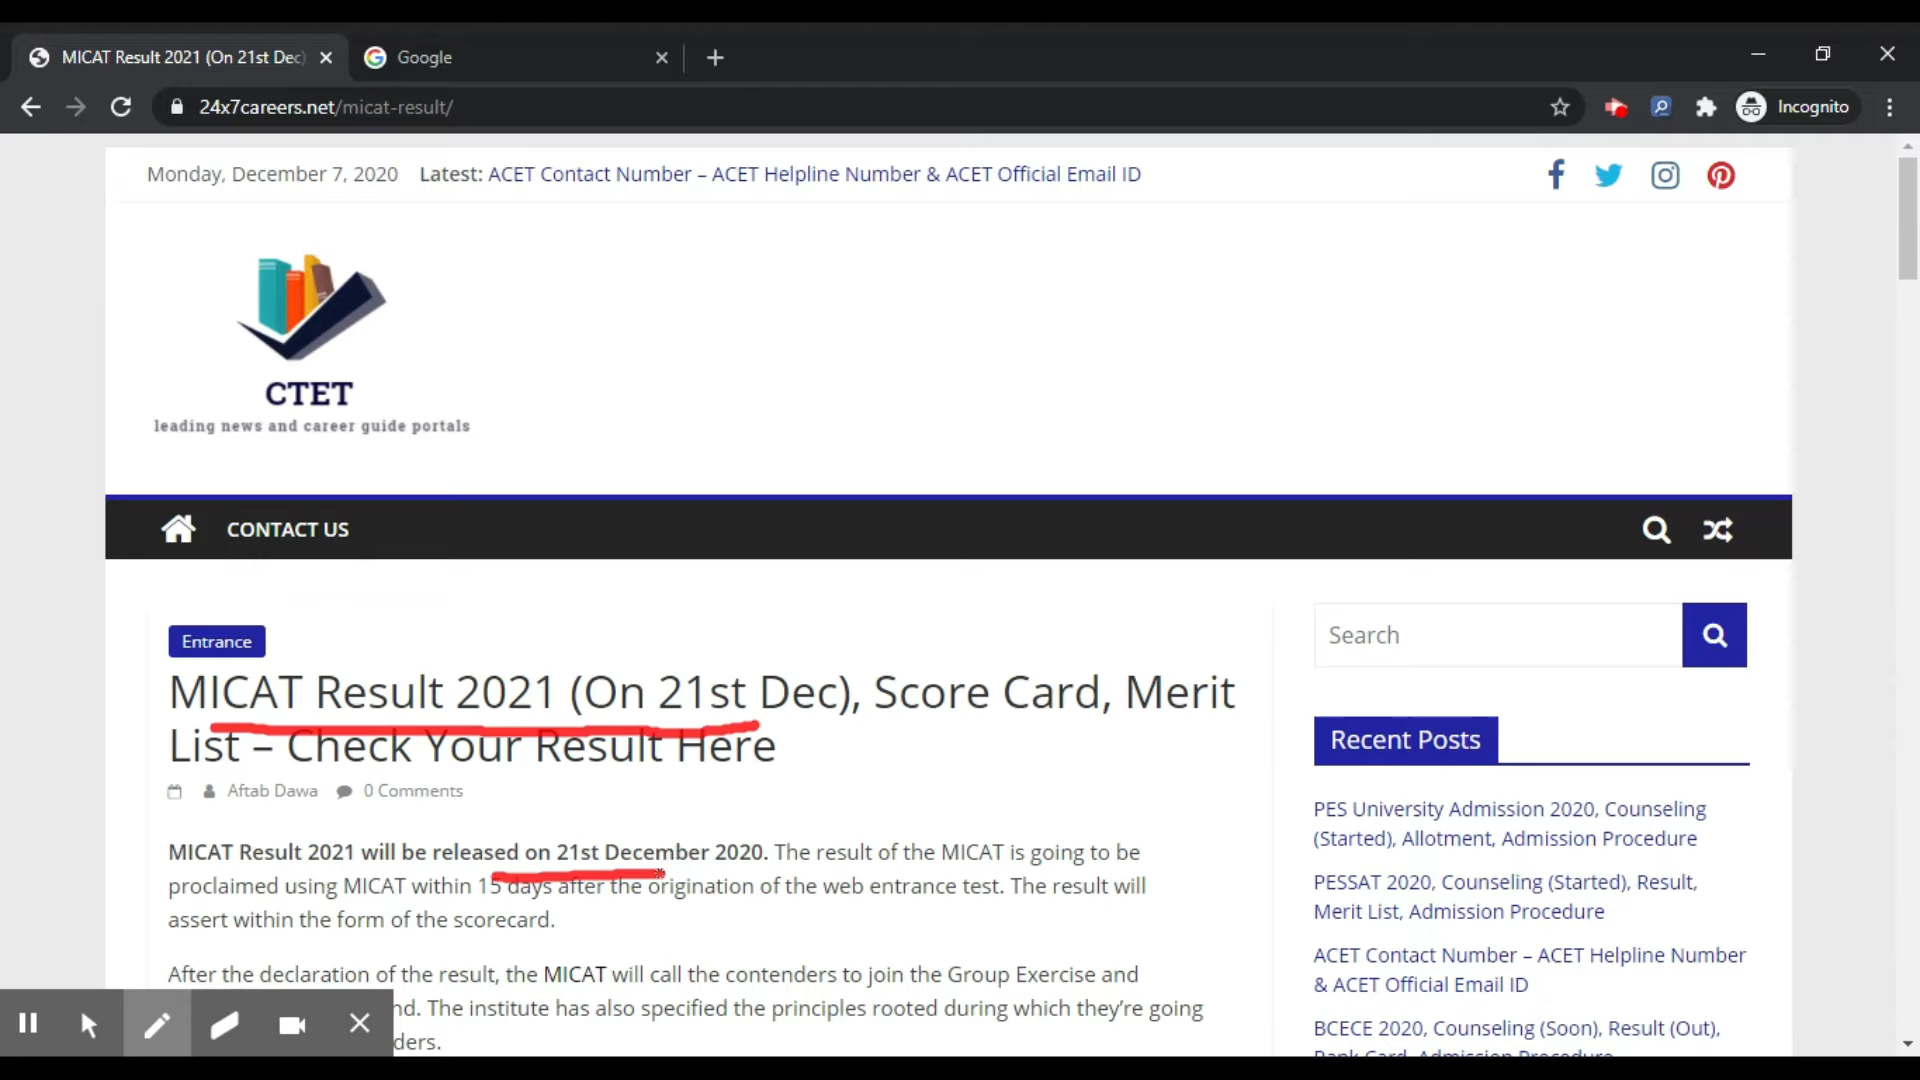 MICAT Result 2021 (On 21st Dec)
Google
24x7careers.net/micat-result/
Incognito
Monday, December 7, 2020 Latest: ACET Contact Number – ACET Helpline Number & ACET Official Email ID
CTET
leading news and career guide portals
CONTACT US
Entrance
MICAT Result 2021 (On 21st Dec), Score Card, Merit
List – Check Your Result Here
Aftab Dawa 0 Comments
MICAT Result 2021 will be released on 21st December 2020. The result of the MICAT is going to be
proclaimed using MICAT within 15 days after the origination of the web entrance test. The result will
assert within the form of the scorecard.
After the declaration of the result, the MICAT will call the contenders to join the Group Exercise and
nd. The institute has also specified the principles rooted during which they're going
ders.
Search
Recent Posts
PES University Admission 2020, Counseling
(Started), Allotment, Admission Procedure
PESSAT 2020, Counseling (Started), Result,
Merit List, Admission Procedure
ACET Contact Number – ACET Helpline Number
& ACET Official Email ID
BCECE 2020, Counseling (Soon), Result (Out),
Rank Card, Admission Procedure